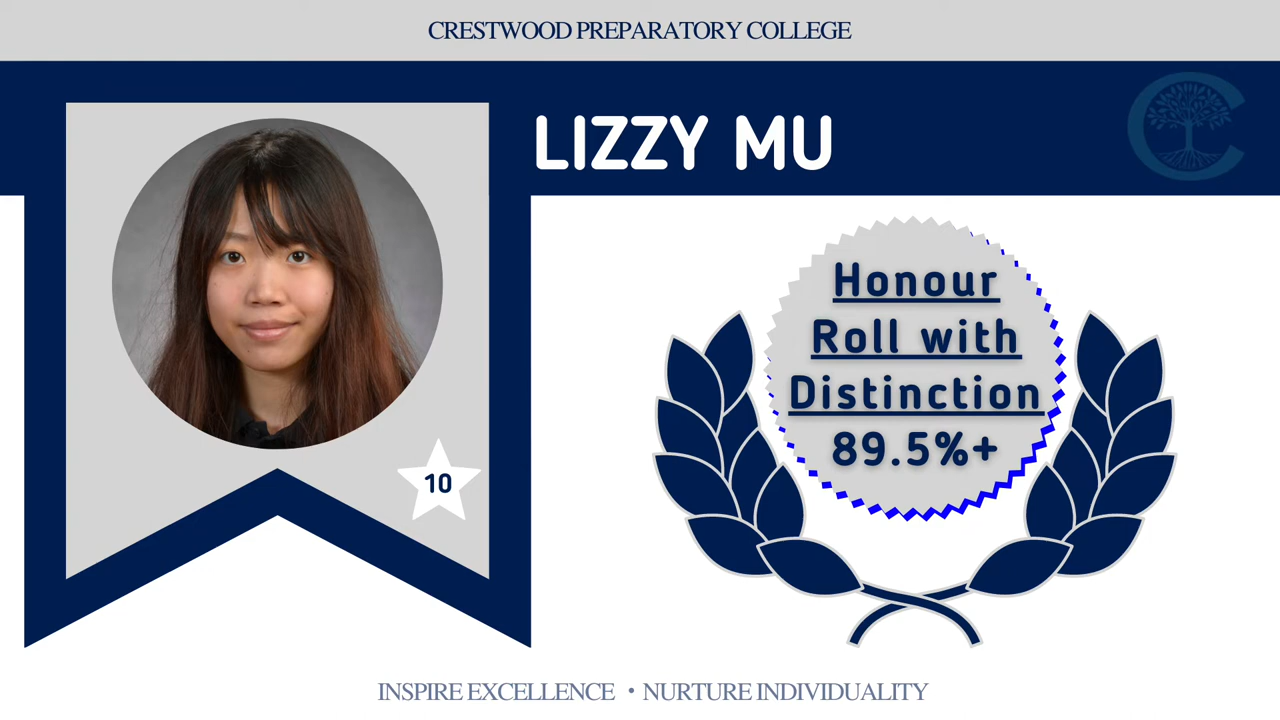 CRESTWOOD PREPARATORY COLLEGE
LIZZY MU
Honour
Roll with
Distinction
89.5%+
10
INSPIRE EXCELLENCE • NURTURE INDIVIDUALITY